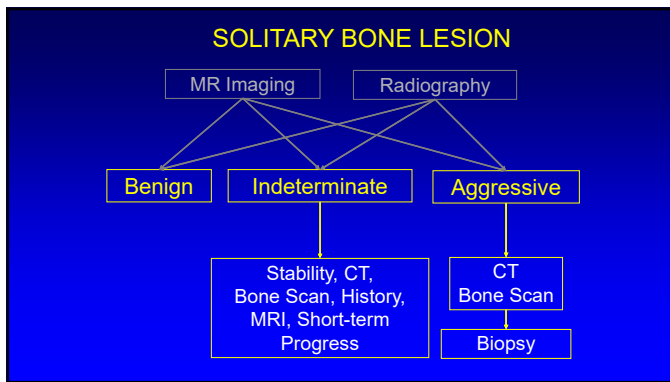 SOLITARY BONE LESION
MR Imaging
Radiography
Benign
Indeterminate
Aggressive
Stability, CT,
Bone Scan, History,
MRI, Short-term
Progress
CT
Bone Scan
Biopsy